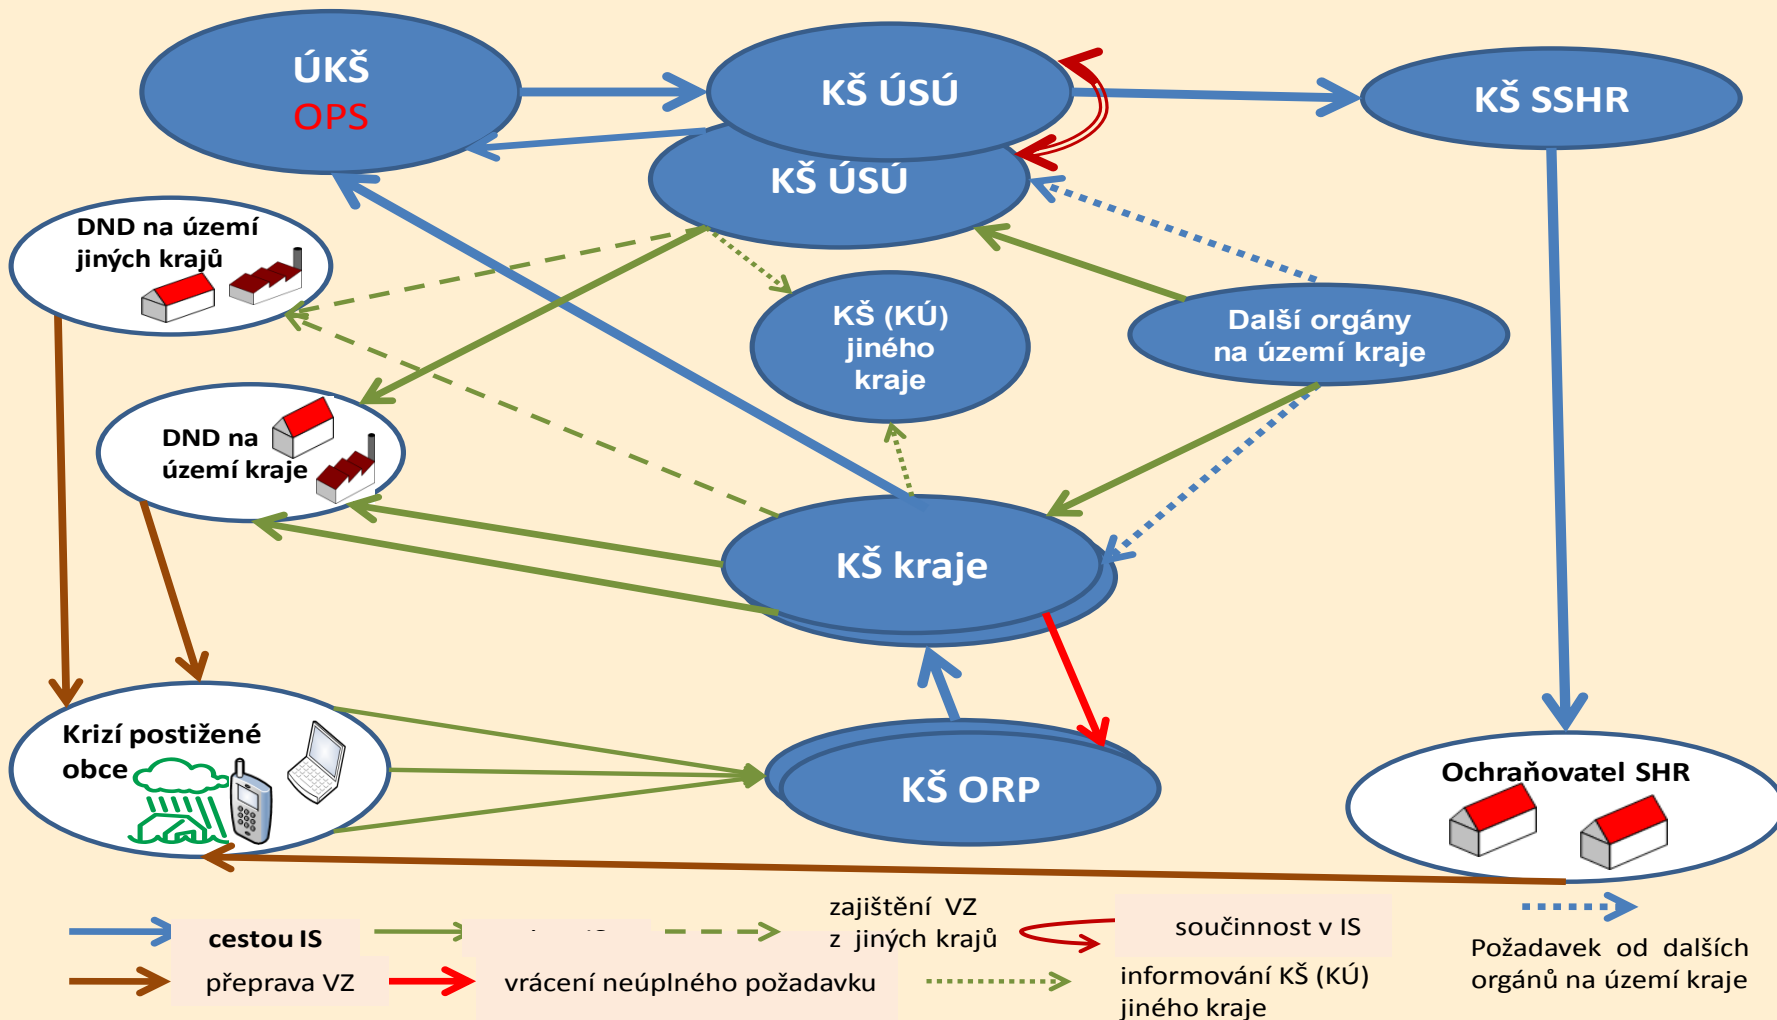 ÚKŠ
OPS
KŠ ÚSÚ
KŠ ÚSÚ
KŠ SSHR
DND na území
jiných krajů
KŠ (KÚ)
jiného
kraje
Další orgány
na území kraje
DND na
území kraje
KŠ kraje
Krizí postižené
obce
KŠ ORP
Ochraňovatel SHR
cestou IS
zajištění VZ
z jiných krajů
součinnost v IS
Požadavek od dalších
orgánů na území kraje
přeprava VZ
vrácení neúplného požadavku
informování KŠ (KÚ)
jiného kraje